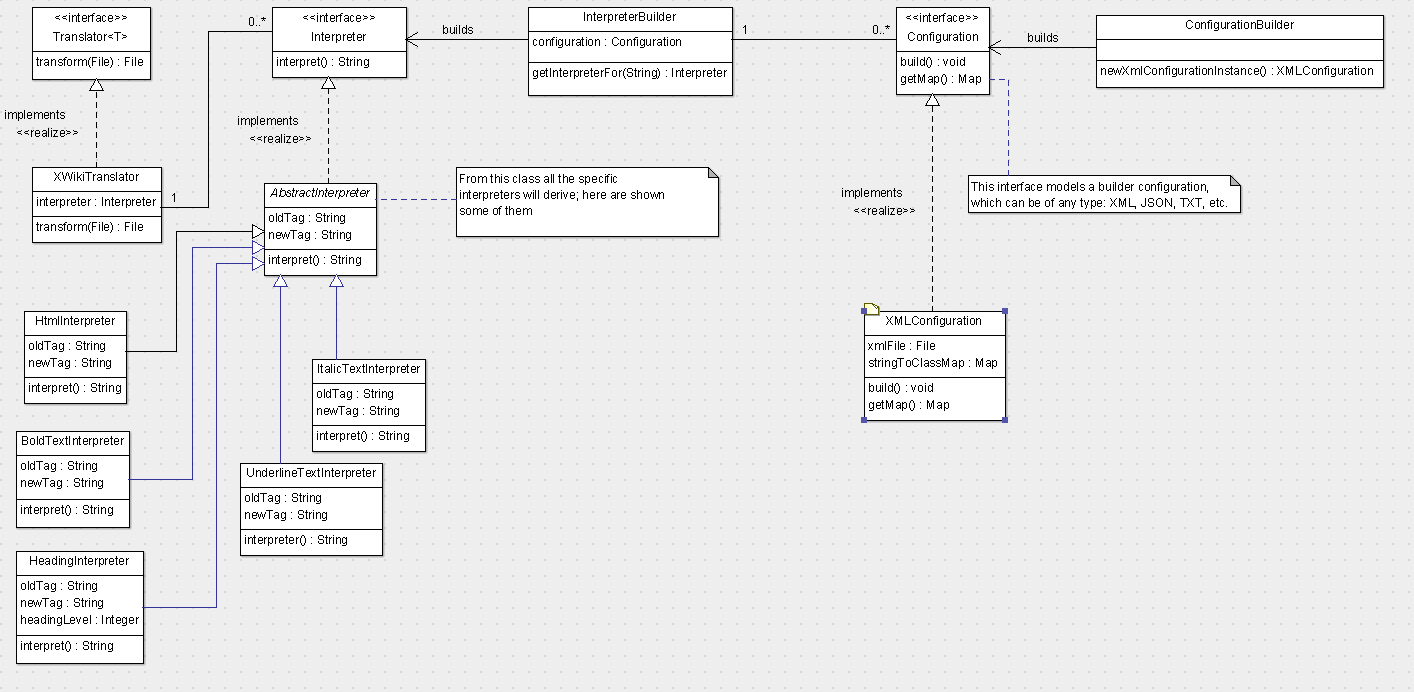 <<interface>>
Translator<T>
transform(File) : File
0..*
<<interface>>
Interpreter
interpret() : String
builds
InterpreterBuilder
configuration : Configuration
getInterpreterFor(String) : Interpreter
1
0..*
<<interface>>
Configuration
build() : void
getMap() : Map
builds
ConfigurationBuilder
newXmlConfigurationInstance() : XMLConfiguration
implements
<<realize>>
implements
<<realize>>
XWikiTranslator
interpreter : Interpreter
transform(File) : File
1
AbstractInterpreter
oldTag : String
newTag : String
interpret() : String
From this class all the specific
interpreters will derive; here are shown
some of them
implements
<<realize>>
This interface models a builder configuration,
which can be of any type: XML, JSON, TXT, etc.
HtmlInterpreter
oldTag : String
newTag : String
interpret() : String
ItalicTextInterpreter
oldTag : String
newTag : String
interpret() : String
XMLConfiguration
xmlFile : File
stringToClassMap : Map
build() : void
getMap() : Map
BoldTextInterpreter
oldTag : String
newTag : String
interpret() : String
UnderlineTextInterpreter
oldTag : String
newTag : String
interpreter() : String
HeadingInterpreter
oldTag : String
newTag : String
headingLevel : Integer
interpret() : String